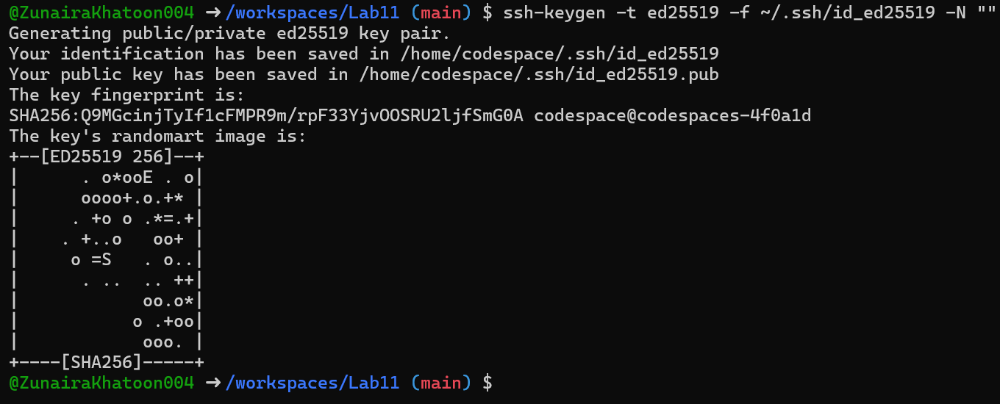 @ZunairaKhatoon004 ➜ /workspaces/Lab11 (main) $ ssh-keygen -t ed25519 -f ~/.ssh/id_ed25519 -N ""
Generating public/private ed25519 key pair.
Your identification has been saved in /home/codespace/.ssh/id_ed25519
Your public key has been saved in /home/codespace/.ssh/id_ed25519.pub
The key fingerprint is:
SHA256:Q9MGcinjTyIf1cFMPR9m/rpF33YjvOOSRU2ljfSmG0A codespace@codespaces-4f0a1d
The key's randomart image is:
+--[ED25519 256]--+
|      . o*ooE . o|
|      oooo+.o.+* |
|     . +o o .*=.+|
|    . +..o   oo+ |
|     o =S   . o..|
|      . ..  .. ++|
|            oo.o*|
|           o .+oo|
|            ooo. |
+----[SHA256]-----+
@ZunairaKhatoon004 ➜ /workspaces/Lab11 (main) $